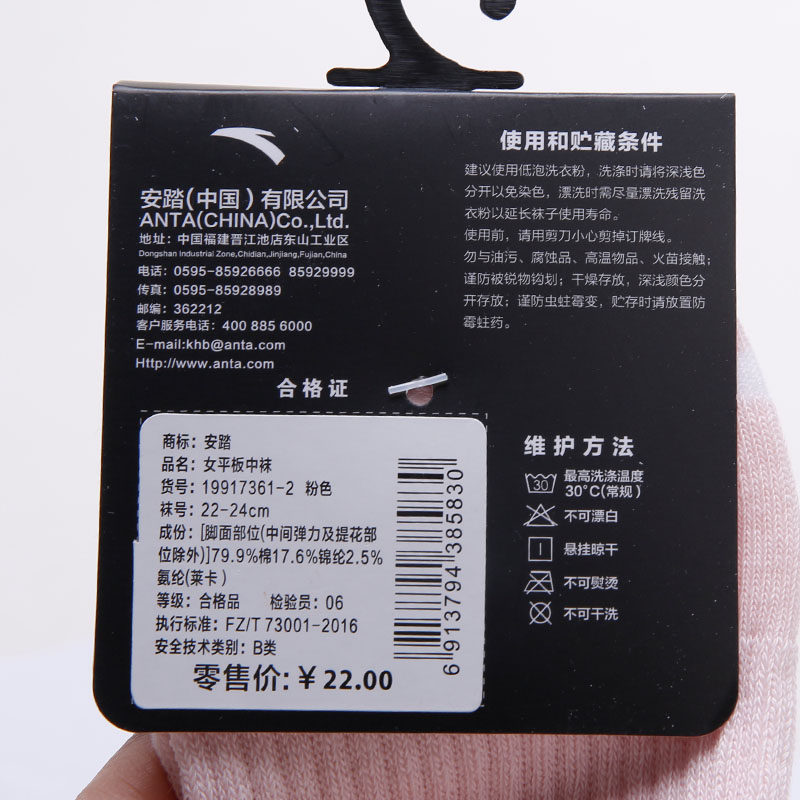 安踏(中国)有限公司
ANTA(CHINA)Co.,Ltd.
地址：中国福建晋江池店东山工业区
Dongshan Industrial Zone,Chidian,Jinjiang,Fujian,China
电话：0595-85926666 85929999
传真：0595-85928989
邮编：362212
客户服务电话：400 885 6000
E-mail:khb@anta.com
Http://www.anta.com
合格证
使用和贮藏条件
建议使用低泡洗衣粉，洗涤时请将深浅色
分开以免染色，漂洗时需尽量漂洗残留洗
衣粉以延长袜子使用寿命。
使用前，请用剪刀小心剪掉订牌线。
勿与油污、腐蚀品、高温物品、火苗接触；
谨防被锐物钩划；干燥存放，深浅颜色分
开存放；谨防虫蛀霉变，贮存时请放置防
霉蛀药。
商标：安踏
品名：女平板中袜
货号：19917361-2 粉色
袜号：22-24cm
成份：[脚面部位(中间弹力及提花部
位除外)]79.9%棉17.6%锦纶2.5%
氨纶(莱卡)
等级：合格品 检验员：06
执行标准：FZ/T 73001-2016
安全技术类别：B类
零售价:￥22.00
6913794385830
维护方法
30
最高洗涤温度
30°C(常规)
不可漂白
悬挂晾干
不可熨烫
不可干洗